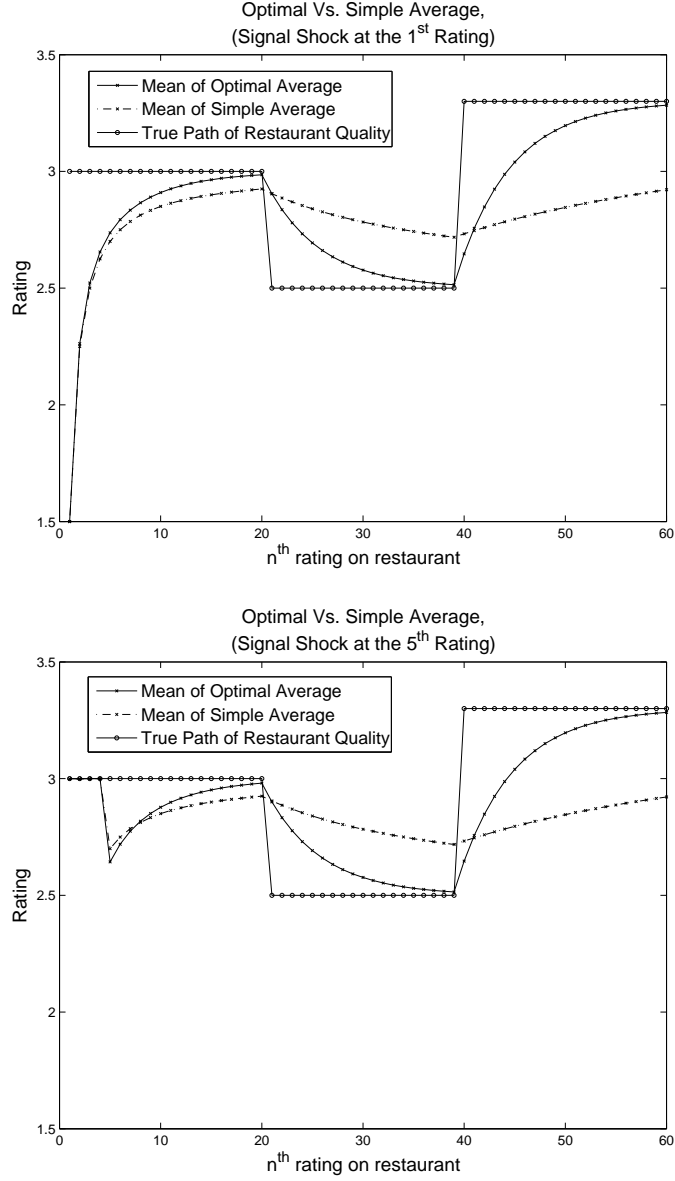 Optimal Vs. Simple Average,
(Signal Shock at the 1st Rating)
3.5
3
2.5
2
1.5
Rating
Mean of Optimal Average
Mean of Simple Average
True Path of Restaurant Quality
0 10 20 30 40 50 60
nth rating on restaurant
Optimal Vs. Simple Average,
(Signal Shock at the 5th Rating)
3.5
3
2.5
2
1.5
Rating
Mean of Optimal Average
Mean of Simple Average
True Path of Restaurant Quality
0 10 20 30 40 50 60
nth rating on restaurant